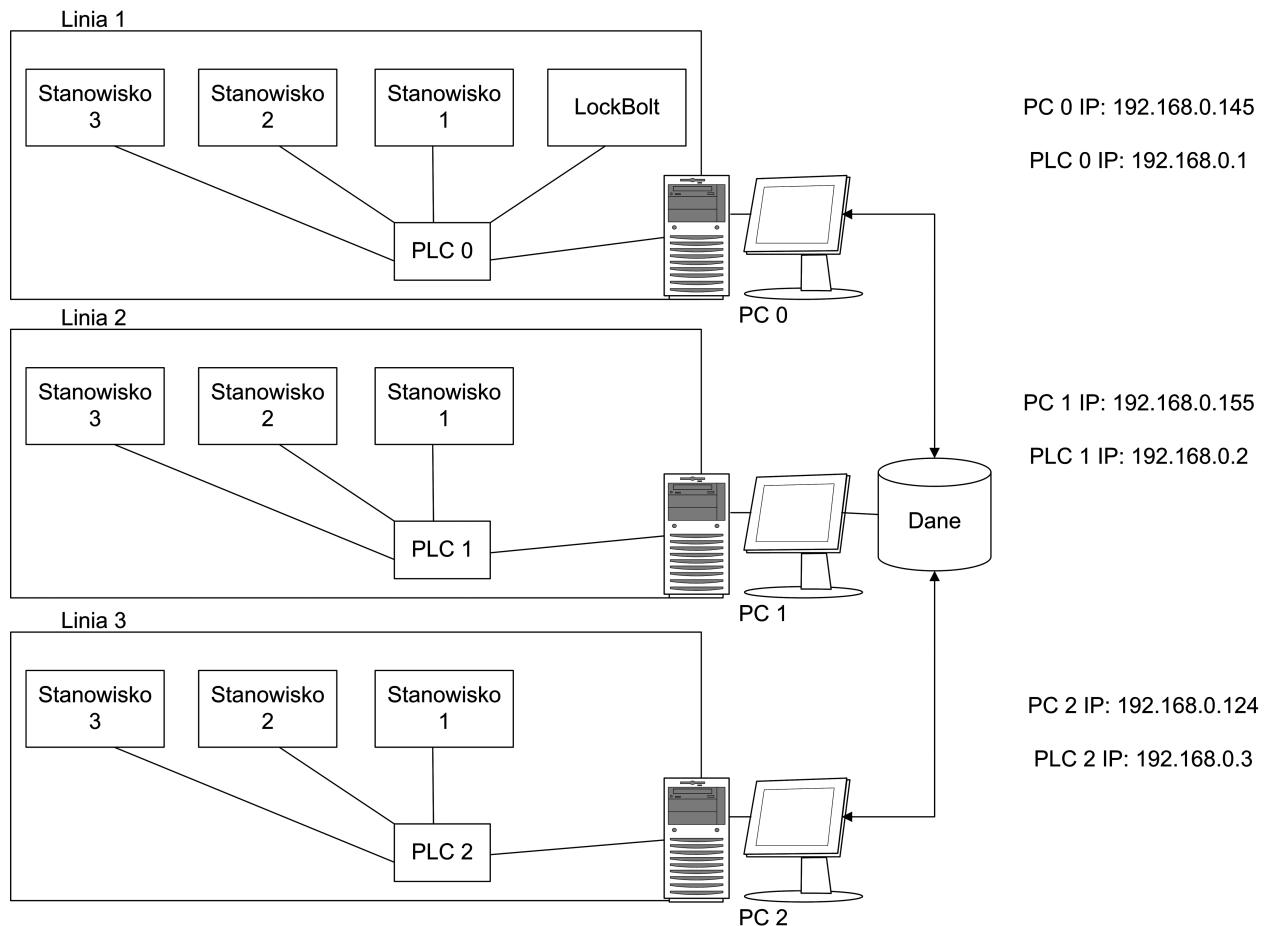 Linia 1
Stanowisko
3
Stanowisko
2
Stanowisko
1
LockBolt
PLC 0
PC 0
PC 0 IP: 192.168.0.145
PLC 0 IP: 192.168.0.1
Linia 2
Stanowisko
3
Stanowisko
2
Stanowisko
1
PLC 1
PC 1
Dane
PC 1 IP: 192.168.0.155
PLC 1 IP: 192.168.0.2
Linia 3
Stanowisko
3
Stanowisko
2
Stanowisko
1
PLC 2
PC 2
PC 2 IP: 192.168.0.124
PLC 2 IP: 192.168.0.3